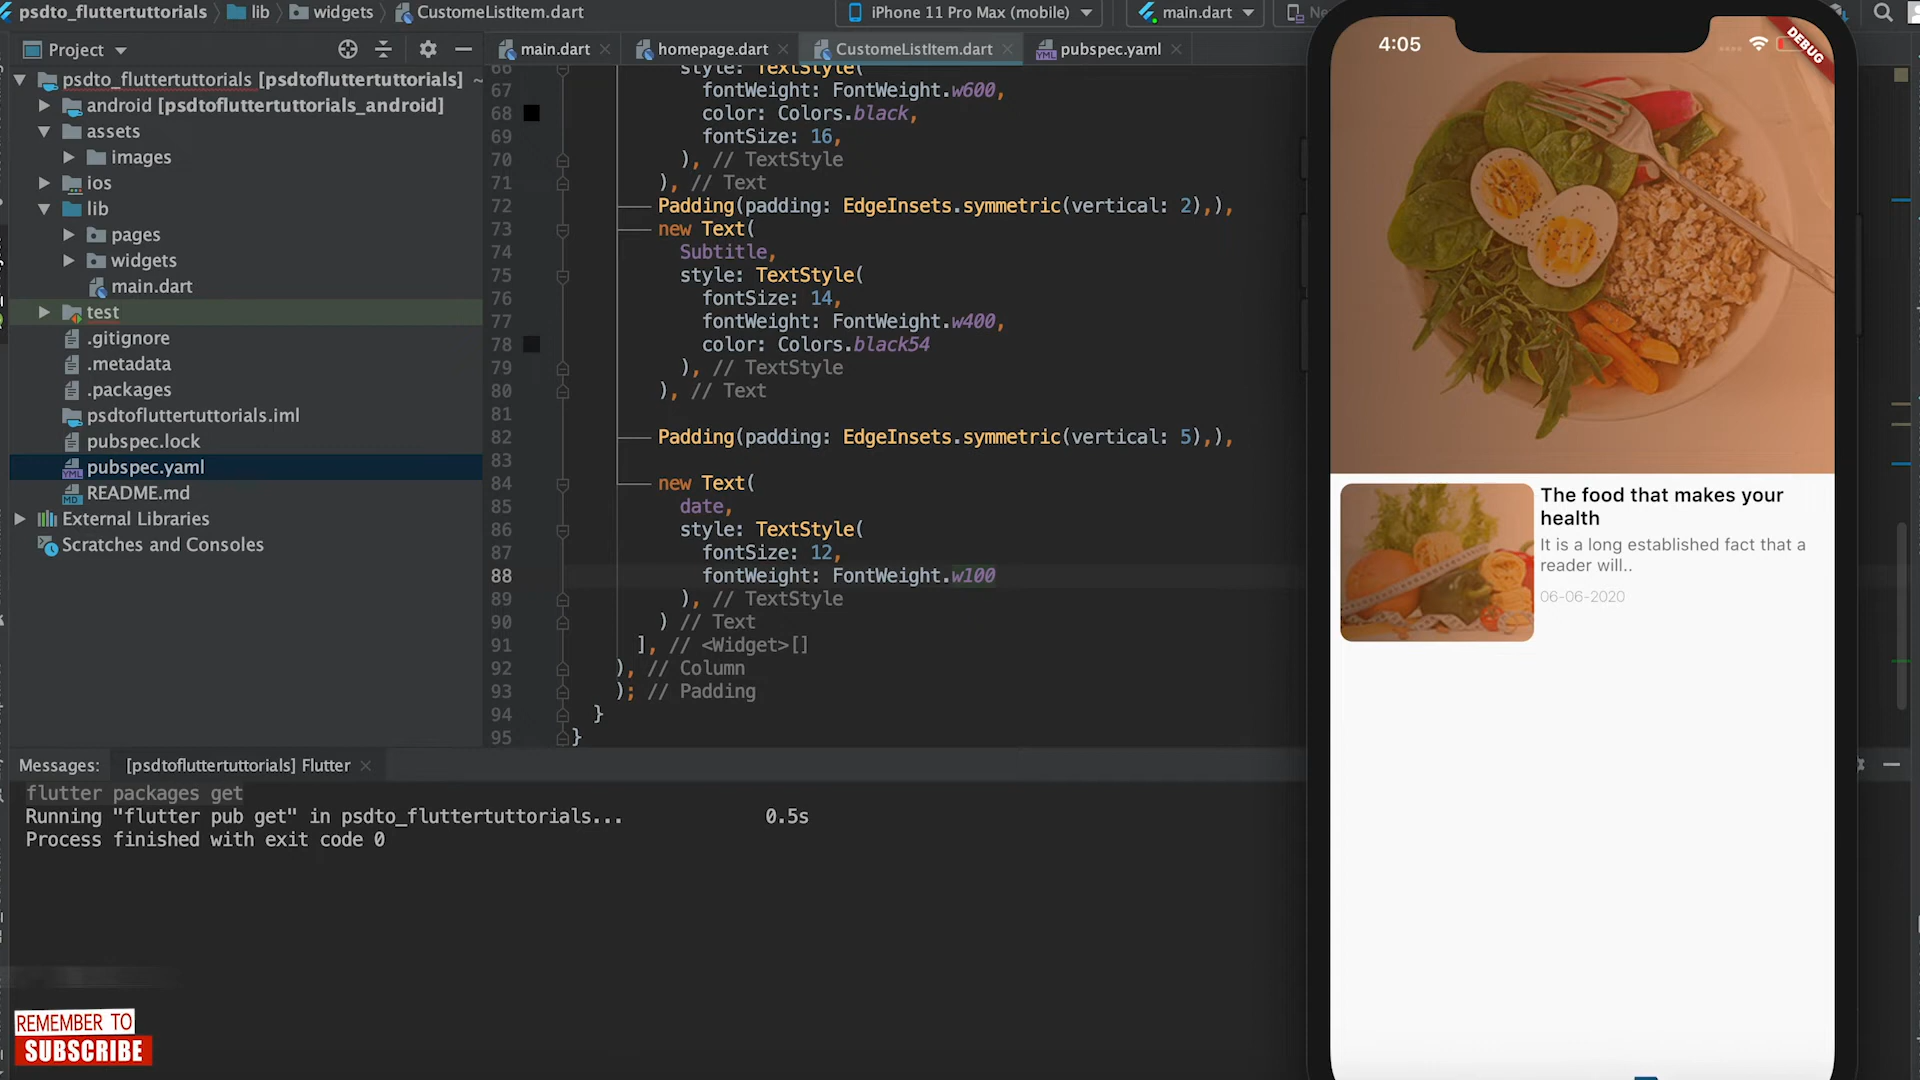 psdto_fluttertuttorials
lib
widgets
CustomeListItem.dart
iPhone 11 Pro Max (mobile)
main.dart
Project
main.dart
homepage.dart
CustomeListItem.dart
pubspec.yaml
psdto_fluttertuttorials [psdtofluttertuttorials] ~
android [psdtofluttertuttorials_android]
assets
images
ios
lib
pages
widgets
main.dart
test
.gitignore
.metadata
.packages
psdtofluttertuttorials.iml
pubspec.lock
pubspec.yaml
README.md
External Libraries
Scratches and Consoles
66 style: TextStyle(
67 fontWeight: FontWeight.w600,
68 color: Colors.black,
69 fontSize: 16,
70 ), // TextStyle
71 ), // Text
72 Padding(padding: EdgeInsets.symmetric(vertical: 2),),
73 new Text(
74 Subtitle,
75 style: TextStyle(
76 fontSize: 14,
77 fontWeight: FontWeight.w400,
78 color: Colors.black54
79 ), // TextStyle
80 ), // Text
81
82 Padding(padding: EdgeInsets.symmetric(vertical: 5),),
83
84 new Text(
85 date,
86 style: TextStyle(
87 fontSize: 12,
88 fontWeight: FontWeight.w100
89 ), // TextStyle
90 ) // Text
91 ], // <Widget>[]
92 ), // Column
93 ); // Padding
94 }
95 }
Messages:
[psdtofluttertuttorials] Flutter
flutter packages get
Running "flutter pub get" in psdto_fluttertuttorials... 0.5s
Process finished with exit code 0
REMEMBER TO
SUBSCRIBE
4:05
DEBUG
The food that makes your
health
It is a long established fact that a
reader will..
06-06-2020